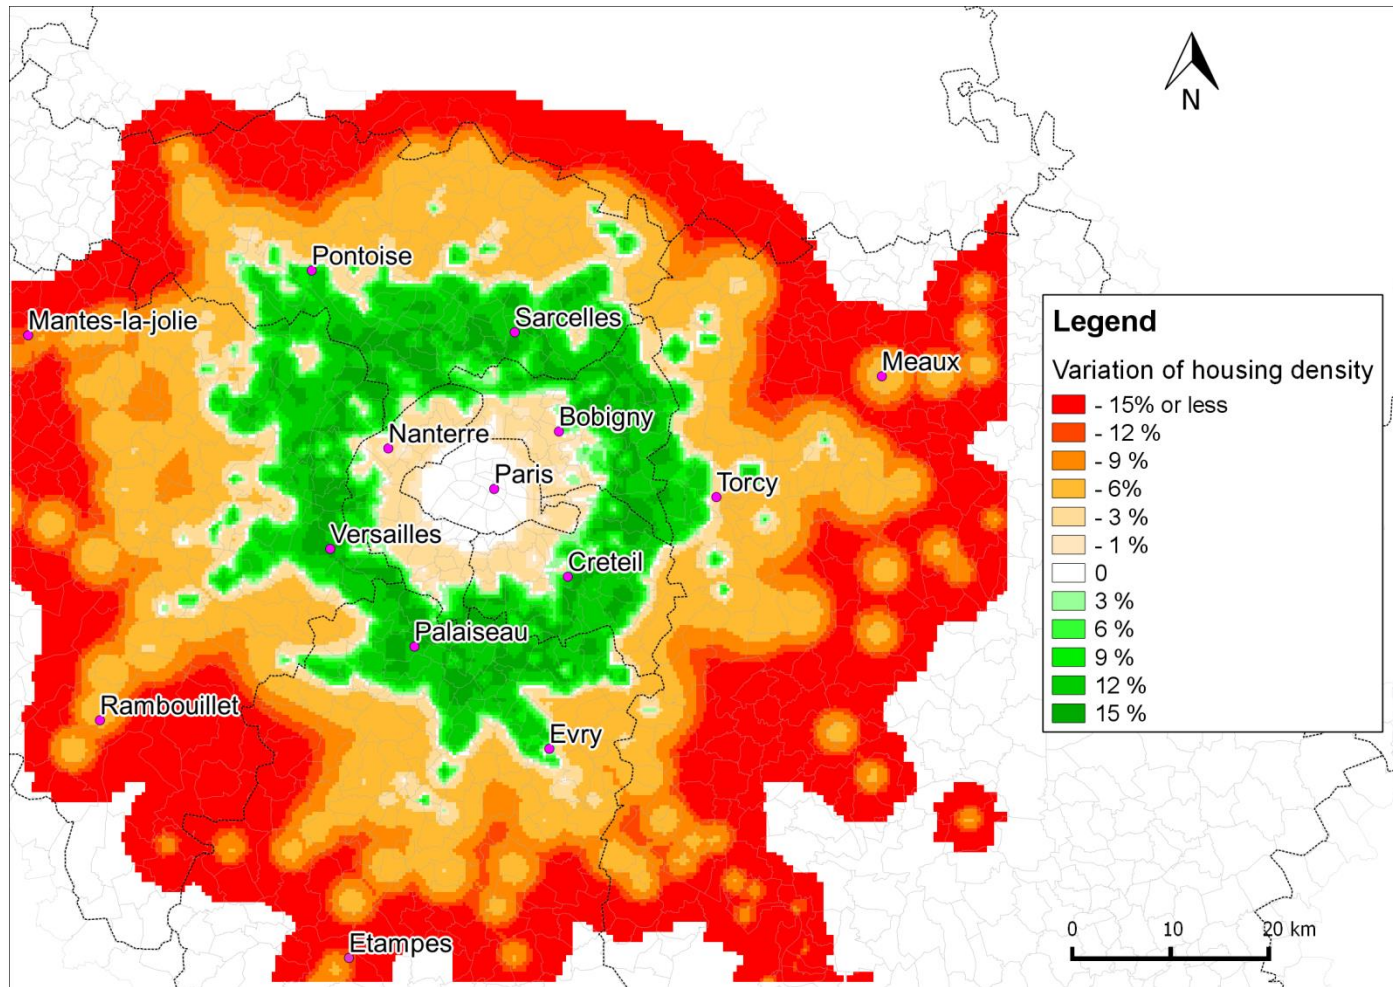 N
Pontoise
Mantes-la-jolie
Sarcelles
Meaux
Nanterre
Bobigny
Paris
Torcy
Versailles
Creteil
Palaiseau
Rambouillet
Evry
Etampes
Legend
Variation of housing density
- 15% or less
- 12 %
- 9 %
- 6%
- 3 %
- 1 %
0
3 %
6 %
9 %
12 %
15 %
0 10 20 km